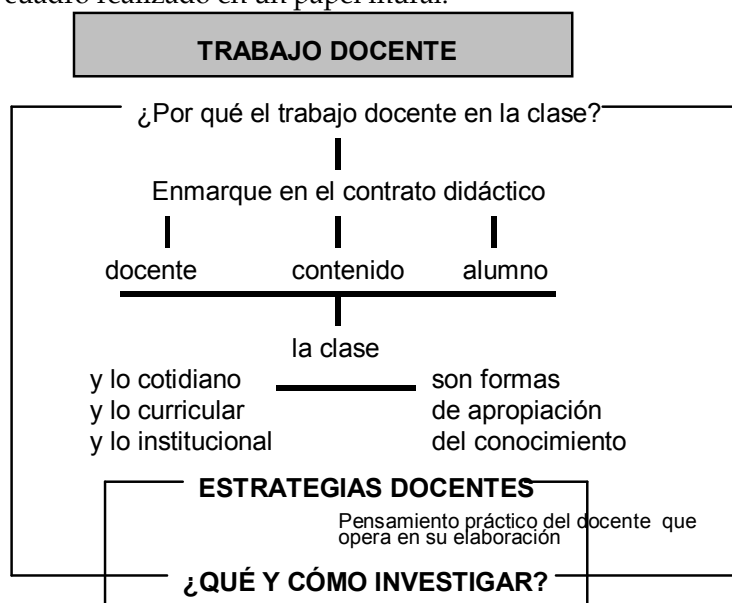 cuadro realizado en un papel mural.
TRABAJO DOCENTE
¿Por qué el trabajo docente en la clase?
Enmarque en el contrato didáctico
docente contenido alumno
la clase
y lo cotidiano son formas
y lo curricular de apropiación
y lo institucional del conocimiento
ESTRATEGIAS DOCENTES
Pensamiento práctico del docente que
opera en su elaboración
¿QUÉ Y CÓMO INVESTIGAR?